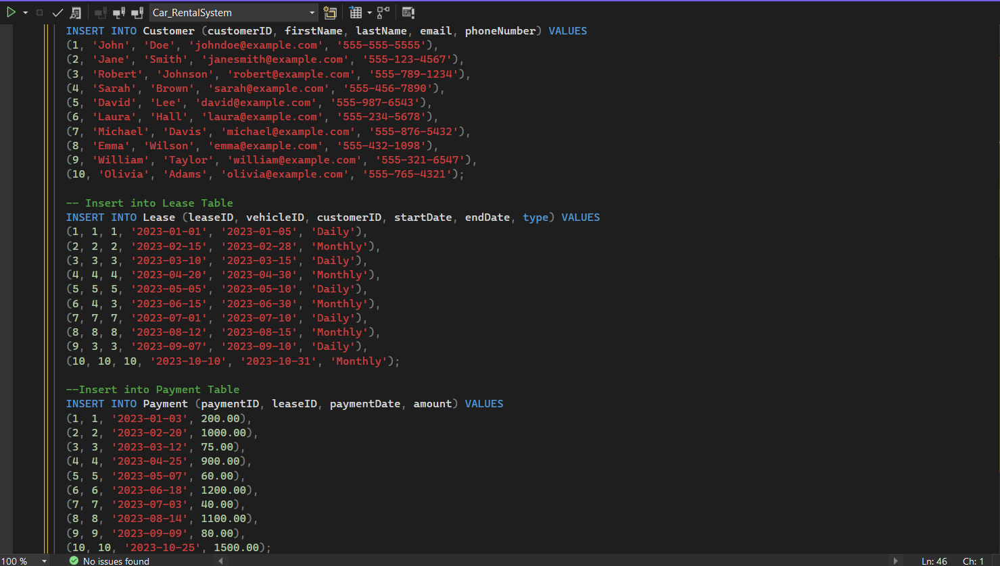 Car_RentalSystem
INSERT INTO Customer (customerID, firstName, lastName, email, phoneNumber) VALUES
(1, 'John', 'Doe', 'johndoe@example.com', '555-555-5555'),
(2, 'Jane', 'Smith', 'janesmith@example.com', '555-123-4567'),
(3, 'Robert', 'Johnson', 'robert@example.com', '555-789-1234'),
(4, 'Sarah', 'Brown', 'sarah@example.com', '555-456-7890'),
(5, 'David', 'Lee', 'david@example.com', '555-987-6543'),
(6, 'Laura', 'Hall', 'laura@example.com', '555-234-5678'),
(7, 'Michael', 'Davis', 'michael@example.com', '555-876-5432'),
(8, 'Emma', 'Wilson', 'emma@example.com', '555-432-1098'),
(9, 'William', 'Taylor', 'william@example.com', '555-321-6547'),
(10, 'Olivia', 'Adams', 'olivia@example.com', '555-765-4321');
-- Insert into Lease Table
INSERT INTO Lease (leaseID, vehicleID, customerID, startDate, endDate, type) VALUES
(1, 1, 1, '2023-01-01', '2023-01-05', 'Daily'),
(2, 2, 2, '2023-02-15', '2023-02-28', 'Monthly'),
(3, 3, 3, '2023-03-10', '2023-03-15', 'Daily'),
(4, 4, 4, '2023-04-20', '2023-04-30', 'Monthly'),
(5, 5, 5, '2023-05-05', '2023-05-10', 'Daily'),
(6, 4, 3, '2023-06-15', '2023-06-30', 'Monthly'),
(7, 7, 7, '2023-07-01', '2023-07-10', 'Daily'),
(8, 8, 8, '2023-08-12', '2023-08-15', 'Monthly'),
(9, 3, 3, '2023-09-07', '2023-09-10', 'Daily'),
(10, 10, 10, '2023-10-10', '2023-10-31', 'Monthly');
--Insert into Payment Table
INSERT INTO Payment (paymentID, leaseID, paymentDate, amount) VALUES
(1, 1, '2023-01-03', 200.00),
(2, 2, '2023-02-20', 1000.00),
(3, 3, '2023-03-12', 75.00),
(4, 4, '2023-04-25', 900.00),
(5, 5, '2023-05-07', 60.00),
(6, 6, '2023-06-18', 1200.00),
(7, 7, '2023-07-03', 40.00),
(8, 8, '2023-08-14', 1100.00),
(9, 9, '2023-09-09', 80.00),
(10, 10, '2023-10-25', 1500.00);
100 % No issues found Ln: 46 Ch: 1